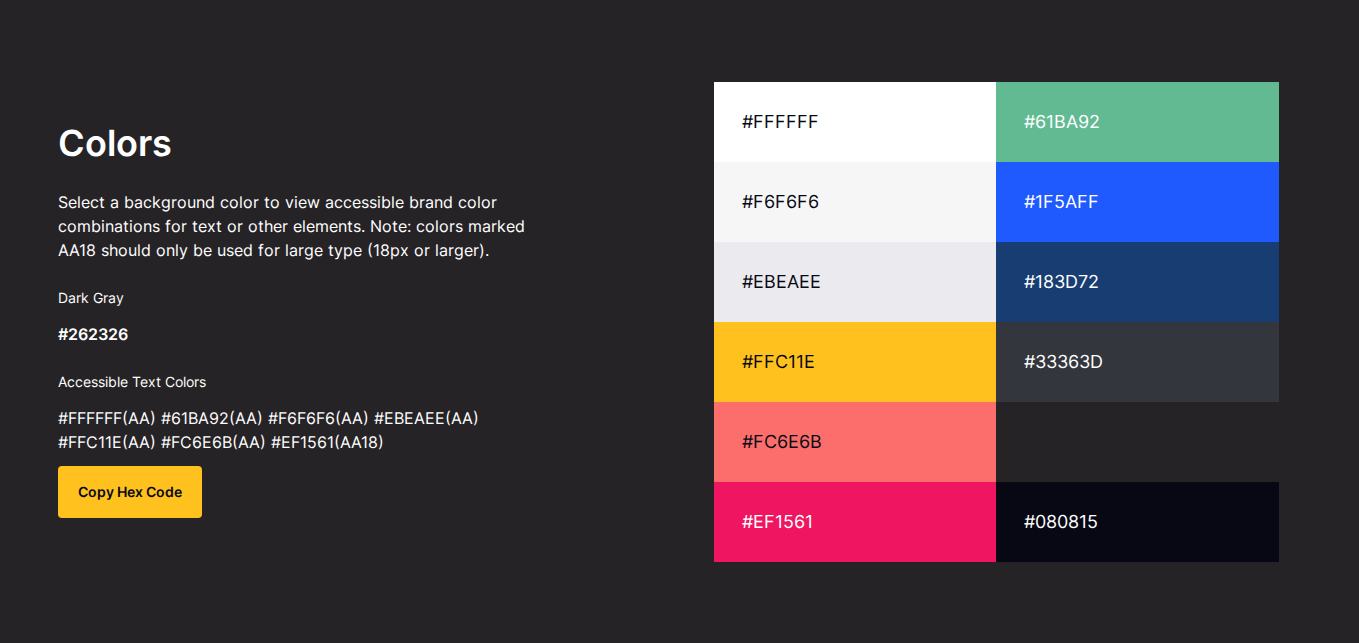 Colors
Select a background color to view accessible brand color
combinations for text or other elements. Note: colors marked
AA18 should only be used for large type (18px or larger).
Dark Gray
#262326
Accessible Text Colors
#FFFFFF(AA) #61BA92(AA) #F6F6F6(AA) #EBEAEE(AA)
#FFC11E(AA) #FC6E6B(AA) #EF1561(AA18)
Copy Hex Code
#FFFFFF
#61BA92
#F6F6F6
#1F5AFF
#EBEAEE
#183D72
#FFC11E
#33363D
#FC6E6B
#EF1561
#080815